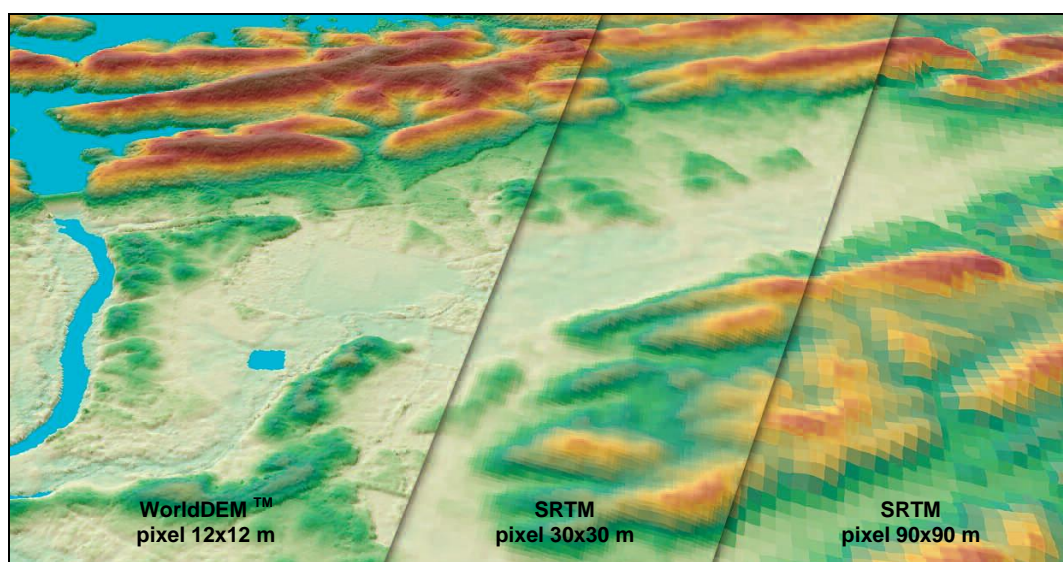 WorldDEM ™
pixel 12x12 m
SRTM
pixel 30x30 m
SRTM
pixel 90x90 m